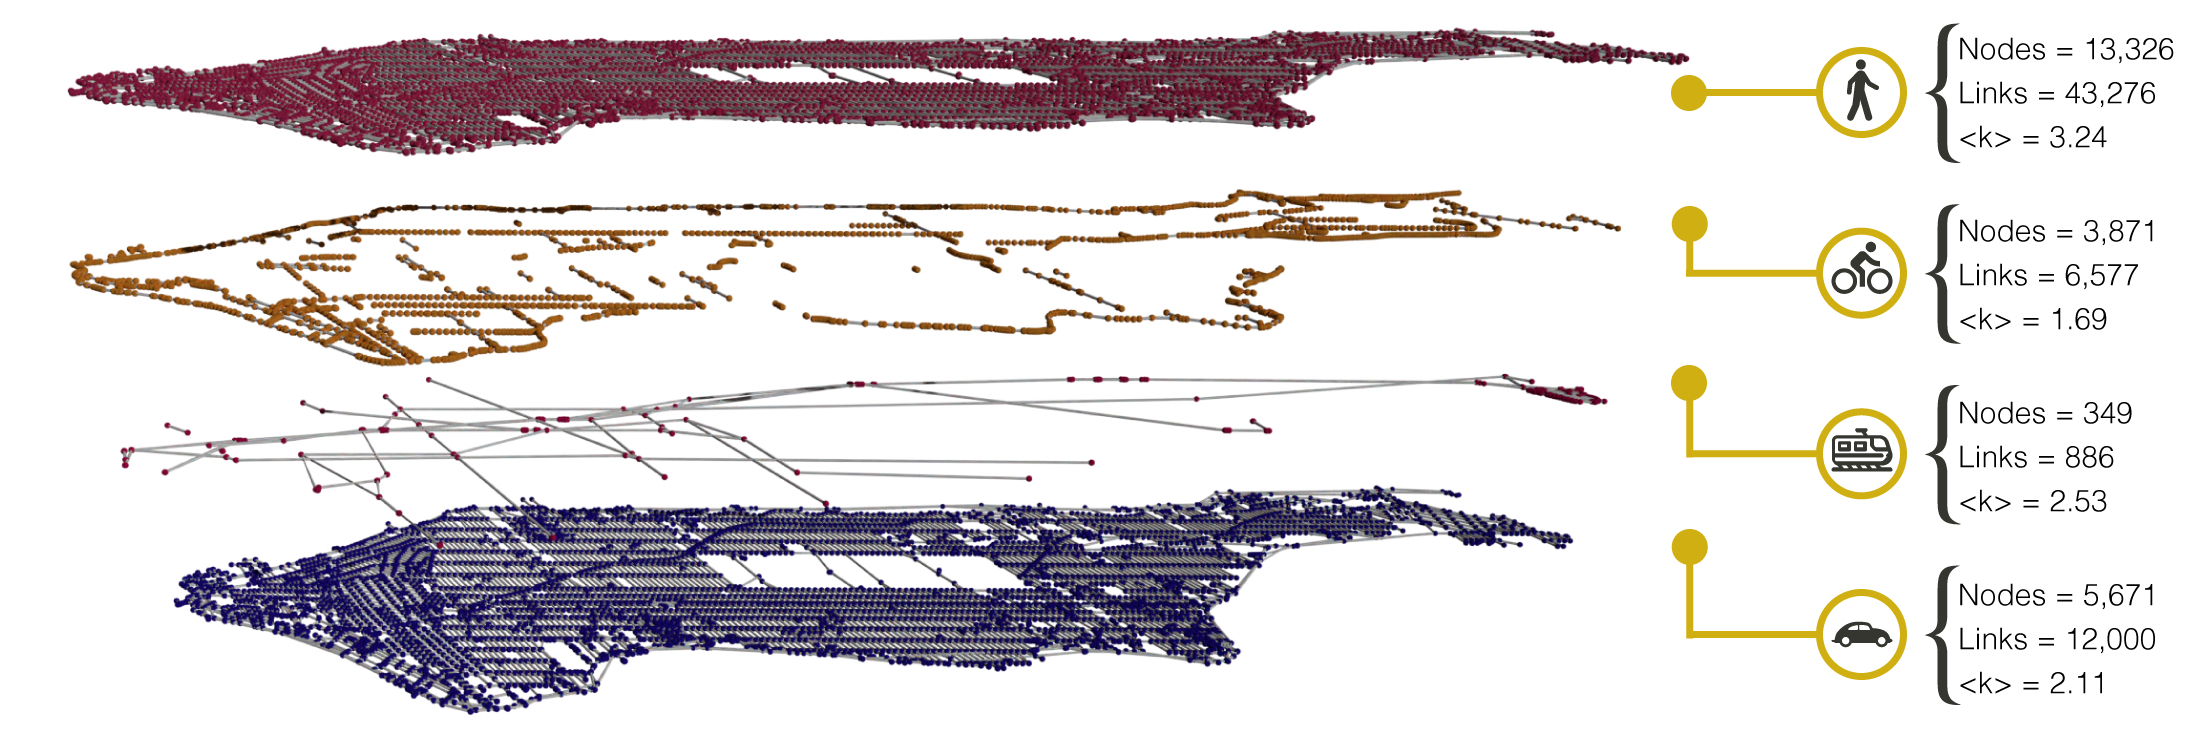 Nodes = 13,326
Links = 43,276
<k> = 3.24
Nodes = 3,871
Links = 6,577
<k> = 1.69
Nodes = 349
Links = 886
<k> = 2.53
Nodes = 5,671
Links = 12,000
<k> = 2.11